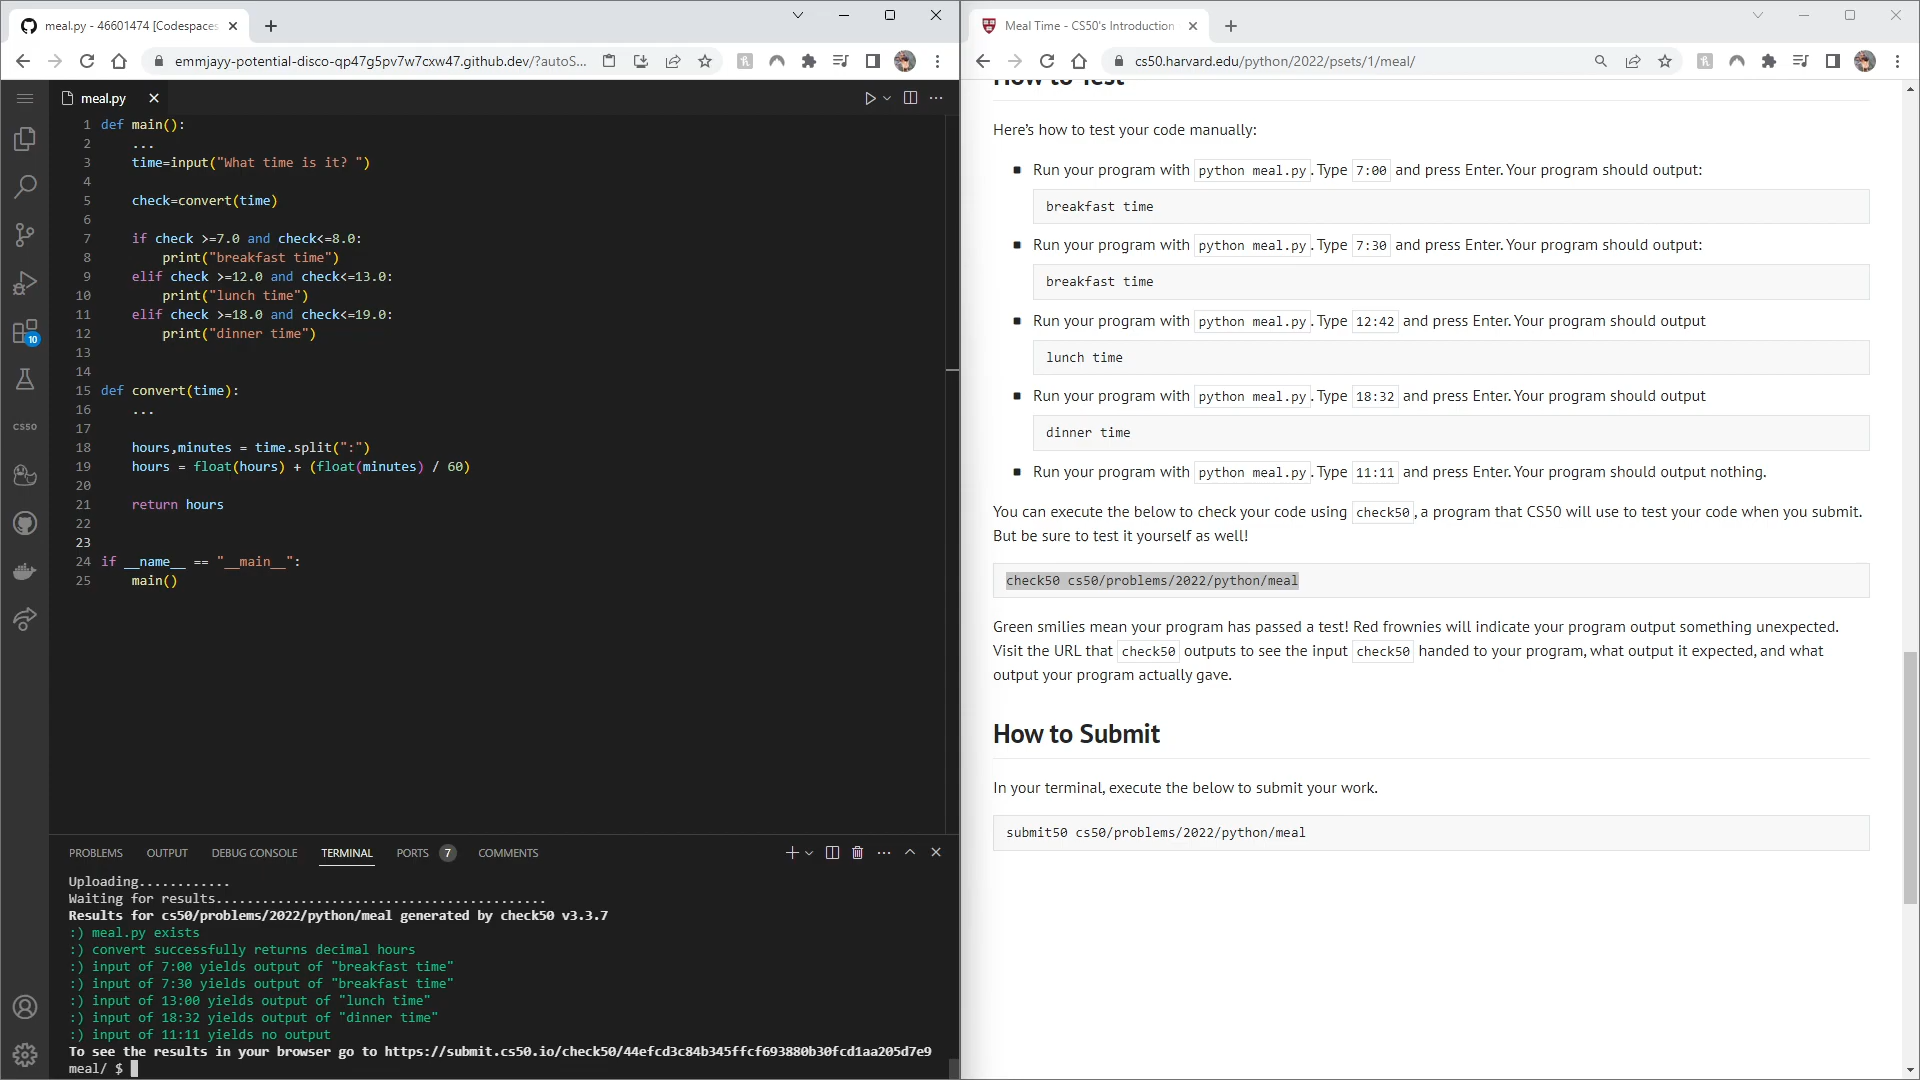 meal.py - 46601474 [Codespaces
emmjayy-potential-disco-qp47g5pv7w7cxw47.github.dev/?autoS...
meal.py
1 def main():
2 ...
3 time=input("What time is it? ")
4
5 check=convert(time)
6
7 if check >=7.0 and check<=8.0:
8 print("breakfast time")
9 elif check >=12.0 and check<=13.0:
10 print("lunch time")
11 elif check >=18.0 and check<=19.0:
12 print("dinner time")
13
14
15 def convert(time):
16 ...
17
18 hours,minutes = time.split(":")
19 hours = float(hours) + (float(minutes) / 60)
20
21 return hours
22
23
24 if __name__ == "__main__":
25 main()
10
CS50
PROBLEMS OUTPUT DEBUG CONSOLE TERMINAL PORTS 7 COMMENTS
Uploading............
Waiting for results..........................................
Results for cs50/problems/2022/python/meal generated by check50 v3.3.7
:) meal.py exists
:) convert successfully returns decimal hours
:) input of 7:00 yields output of "breakfast time"
:) input of 7:30 yields output of "breakfast time"
:) input of 13:00 yields output of "lunch time"
:) input of 18:32 yields output of "dinner time"
:) input of 11:11 yields no output
To see the results in your browser go to https://submit.cs50.io/check50/44efcd3c84b345ffcf693880b30fcd1aa205d7e9
meal/ $
Meal Time - CS50's Introduction
cs50.harvard.edu/python/2022/psets/1/meal/
How to Test
Here’s how to test your code manually:
Run your program with python meal.py. Type 7:00 and press Enter. Your program should output:
breakfast time
Run your program with python meal.py. Type 7:30 and press Enter. Your program should output:
breakfast time
Run your program with python meal.py. Type 12:42 and press Enter. Your program should output
lunch time
Run your program with python meal.py. Type 18:32 and press Enter. Your program should output
dinner time
Run your program with python meal.py. Type 11:11 and press Enter. Your program should output nothing.
You can execute the below to check your code using check50, a program that CS50 will use to test your code when you submit.
But be sure to test it yourself as well!
check50 cs50/problems/2022/python/meal
Green smilies mean your program has passed a test! Red frownies will indicate your program output something unexpected.
Visit the URL that check50 outputs to see the input check50 handed to your program, what output it expected, and what
output your program actually gave.
How to Submit
In your terminal, execute the below to submit your work.
submit50 cs50/problems/2022/python/meal